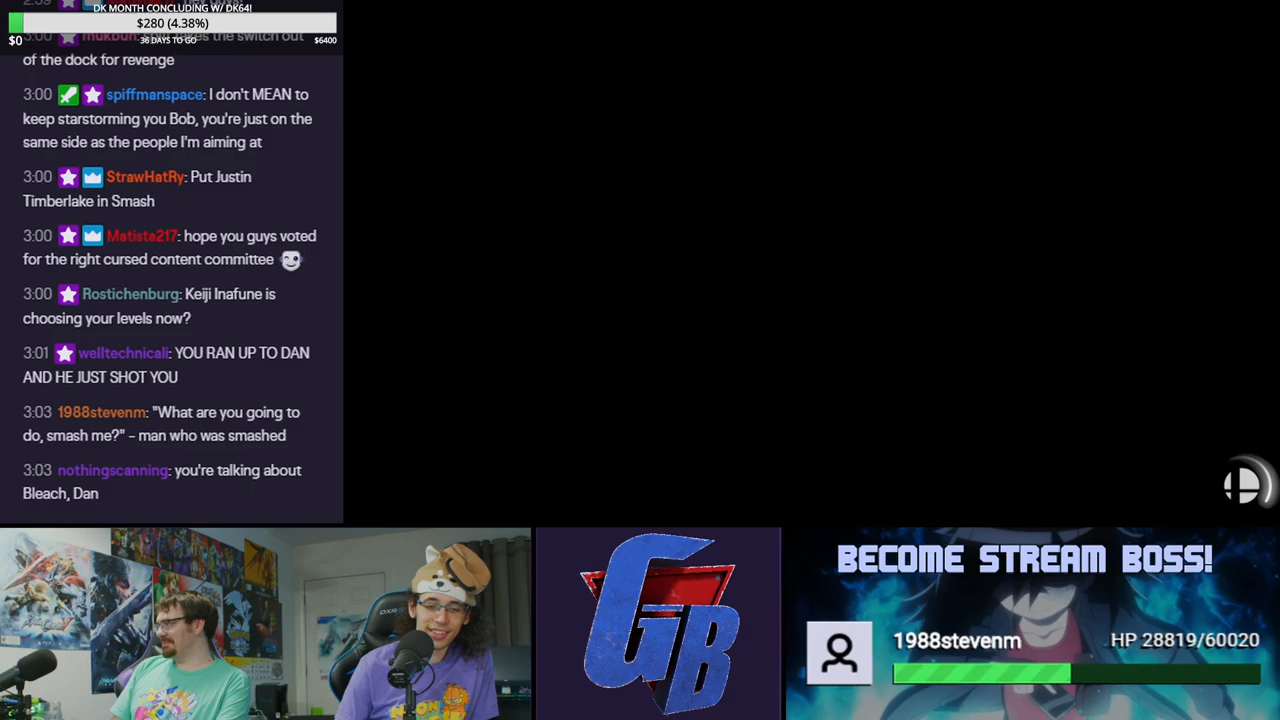 DK MONTH CONCLUDING W/ DK64!
$280 (4.38%)
$0
36 DAYS TO GO
$6400
takes the switch out
of the dock for revenge
3:00 spiffmanspace: I don't MEAN to
keep starstorming you Bob, you're just on the
same side as the people I'm aiming at
3:00 StrawHatRy: Put Justin
Timberlake in Smash
3:00 Matista217: hope you guys voted
for the right cursed content committee
3:00 Rostichenburg: Keiji Inafune is
choosing your levels now?
3:01 welltechnicali: YOU RAN UP TO DAN
AND HE JUST SHOT YOU
3:03 1988stevenm: "What are you going to
do, smash me?" - man who was smashed
3:03 nothingscanning: you're talking about
Bleach, Dan
DXR
GB
BECOME STREAM BOSS!
1988stevenm HP 28819/60020